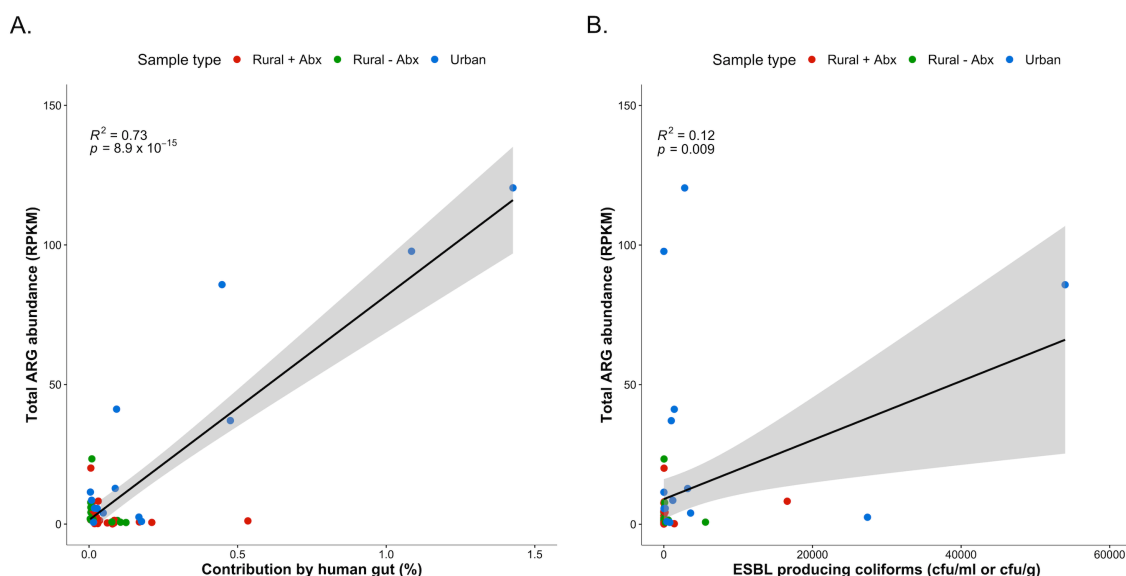 A.
Sample type Rural + Abx Rural - Abx Urban
150
R² = 0.73
p = 8.9 x 10⁻¹⁵
100
50
0
Total ARG abundance (RPKM)
0.0 0.5 1.0 1.5
Contribution by human gut (%)
B.
Sample type Rural + Abx Rural - Abx Urban
150
R² = 0.12
p = 0.009
100
50
0
Total ARG abundance (RPKM)
0 20000 40000 60000
ESBL producing coliforms (cfu/ml or cfu/g)